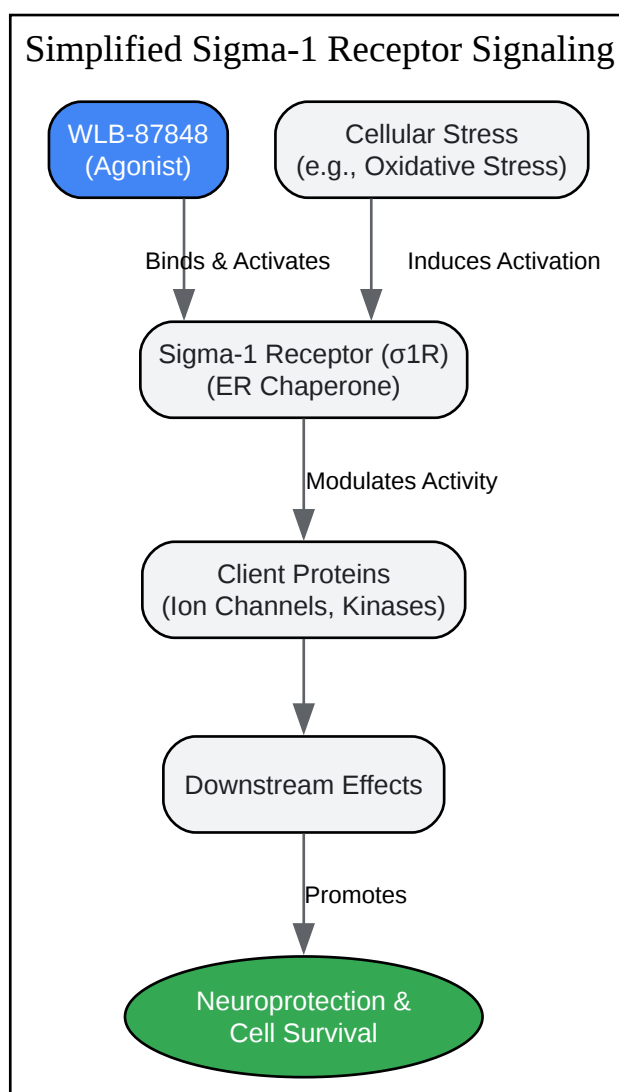 Simplified Sigma-1 Receptor Signaling
WLB-87848
(Agonist)
Cellular Stress
(e.g., Oxidative Stress)
Binds & Activates
Induces Activation
Sigma-1 Receptor (σ1R)
(ER Chaperone)
Modulates Activity
Client Proteins
(Ion Channels, Kinases)
Downstream Effects
Promotes
Neuroprotection &
Cell Survival